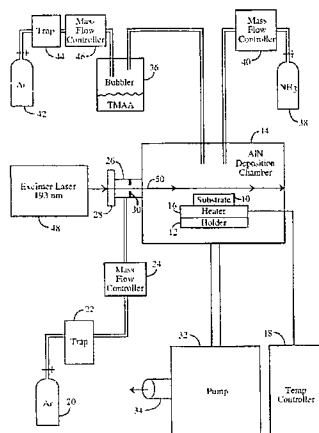 Trap
Mass
Flow
Controller
Mass
Flow
Controller
44
46
36
40
Bubbler
TMAA
Ar
42
NH3
38
14
AlN
Deposition
Chamber
26
50
Excimer Laser
193 nm
48
28
30
Substrate
10
16
Heater
12
Holder
Mass
Flow
Controller
24
22
Trap
32
18
Ar
20
34
Pump
Temp
Controller